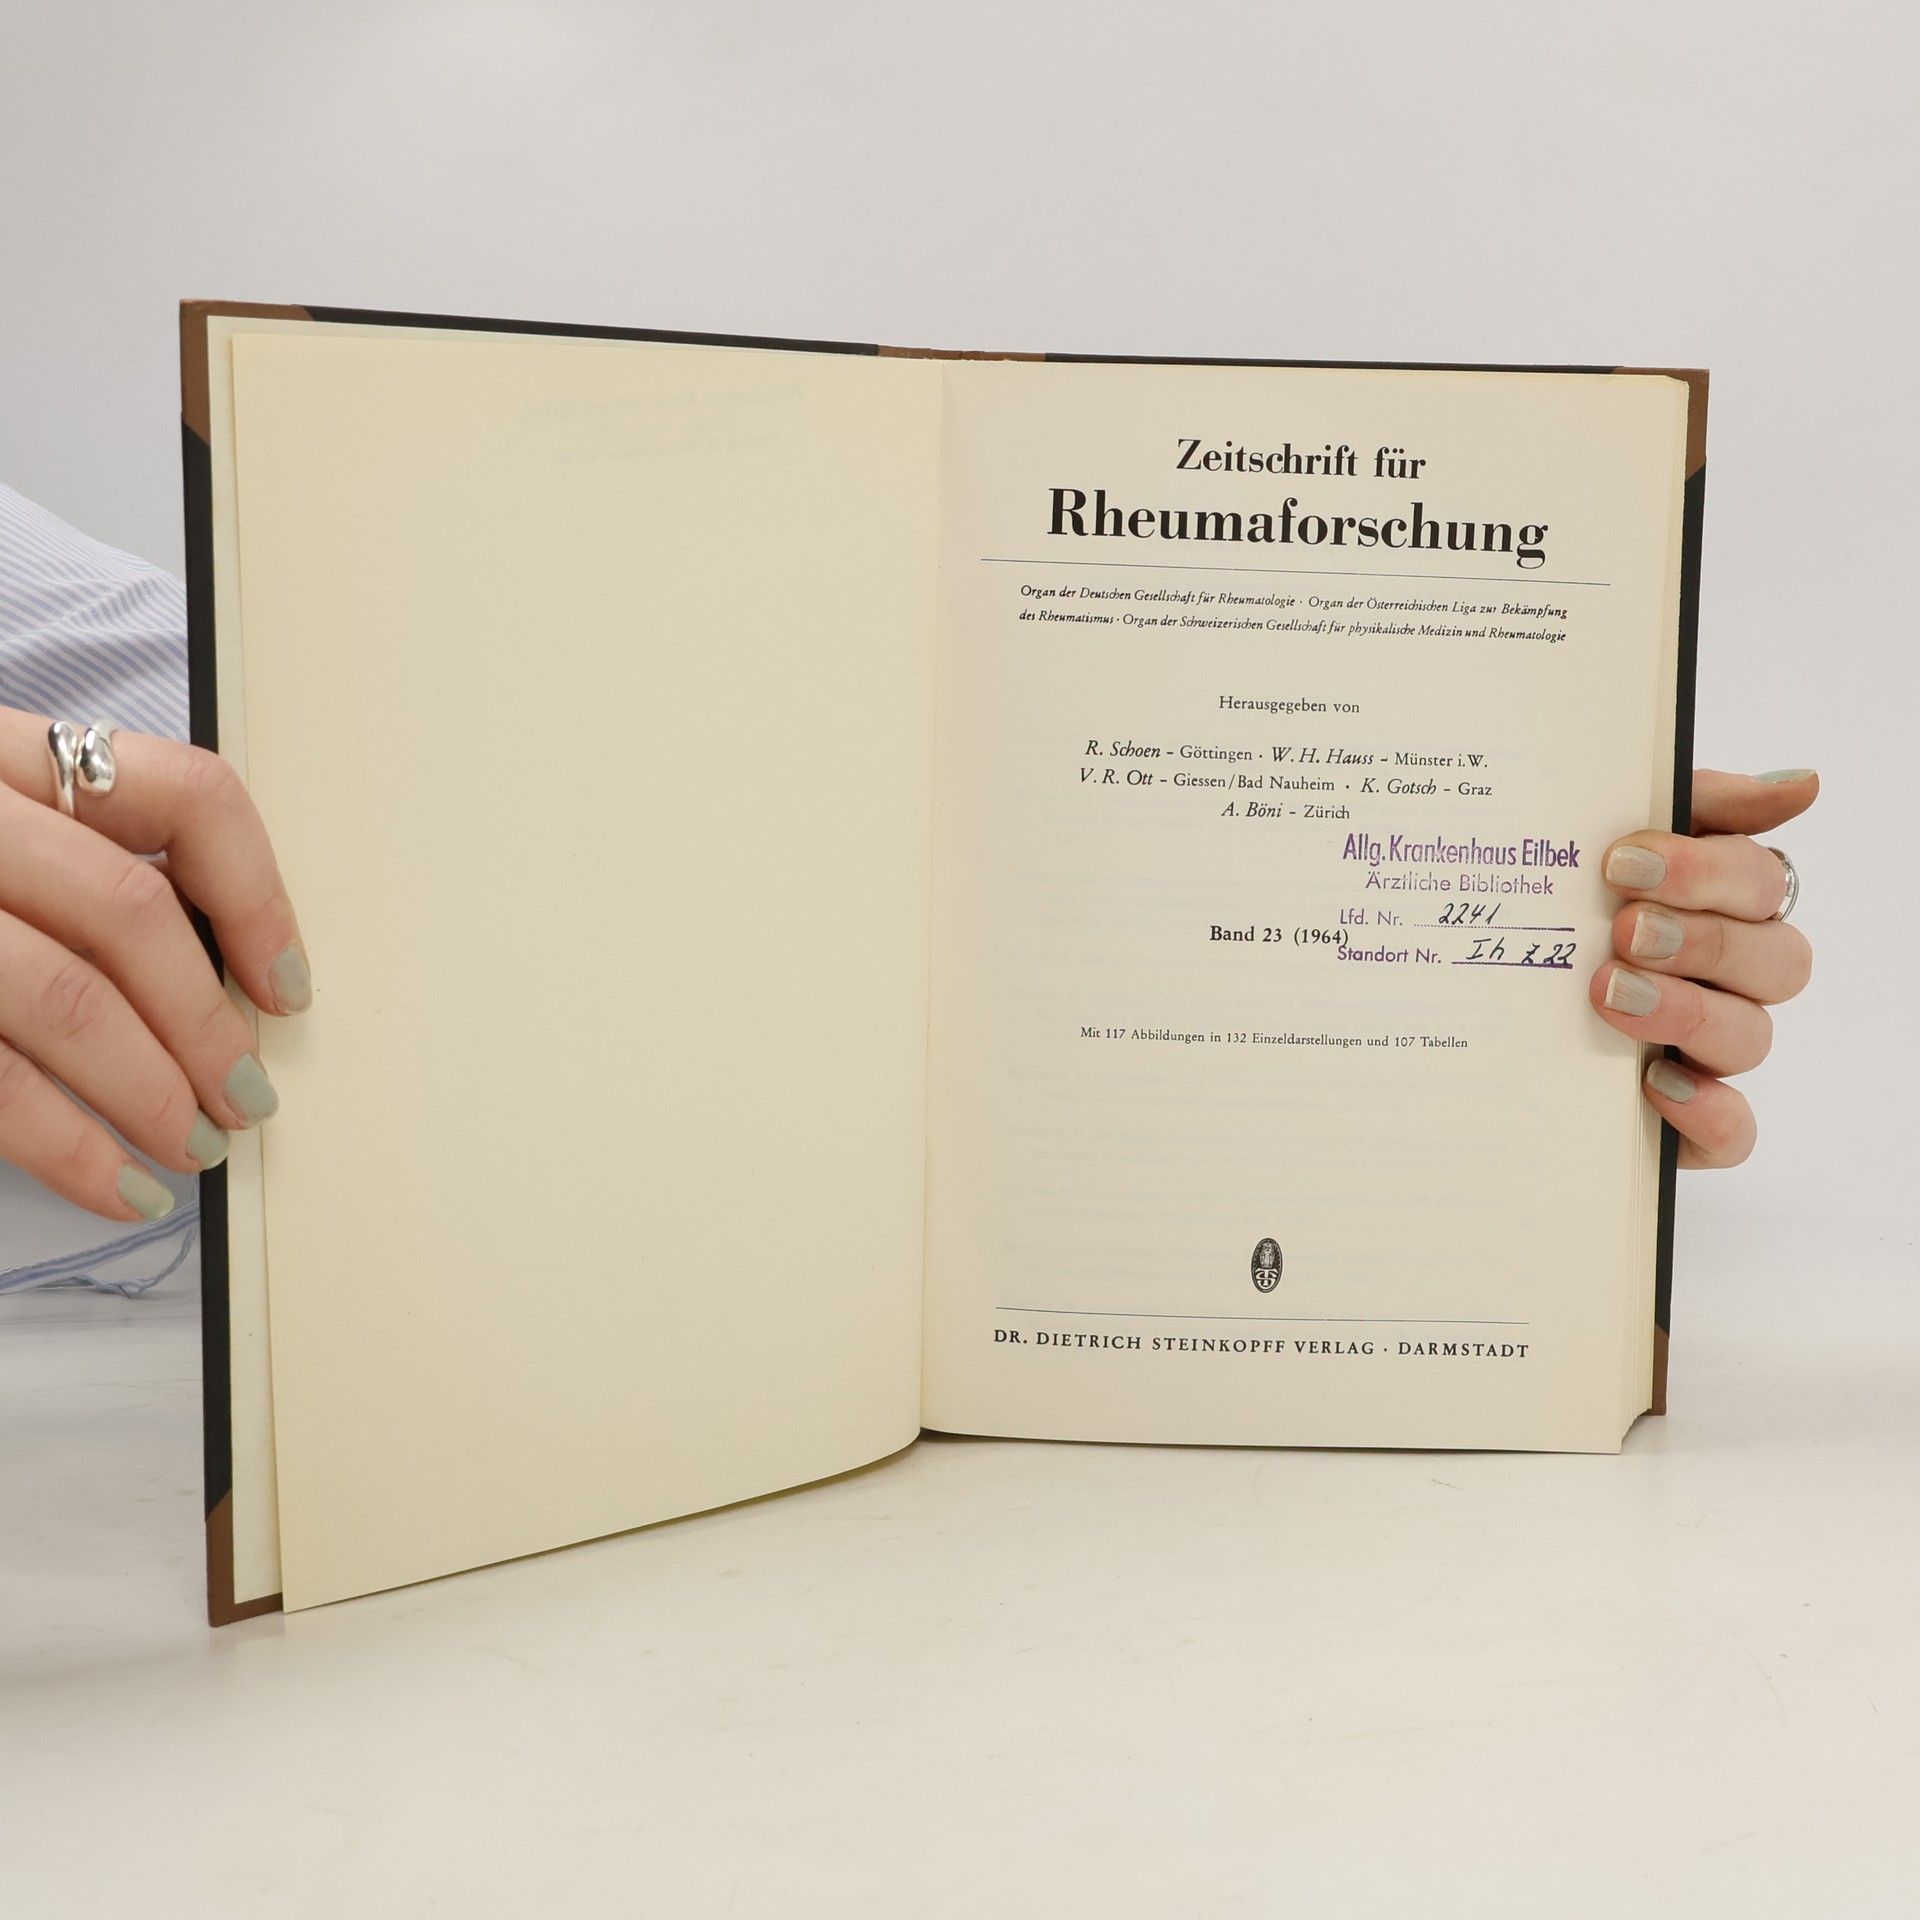 Zeitschrift für
Rheumaforschung
Organ der Deutschen Gesellschaft für Rheumatologie · Organ der Österreichischen Liga zur Bekämpfung
des Rheumatismus · Organ der Schweizerischen Gesellschaft für physikalische Medizin und Rheumatologie
Herausgegeben von
R. Schoen – Göttingen · W. H. Hauss – Münster i. W.
V. R. Ott – Giessen / Bad Nauheim · K. Gotsch – Graz
A. Böni – Zürich
Allg. Krankenhaus Eilbek
Ärztliche Bibliothek
Lfd. Nr. 2241
Band 23 (1964)
Standort Nr. Ih Z 22
Mit 117 Abbildungen in 132 Einzeldarstellungen und 107 Tabellen
DR. DIETRICH STEINKOPFF VERLAG · DARMSTADT